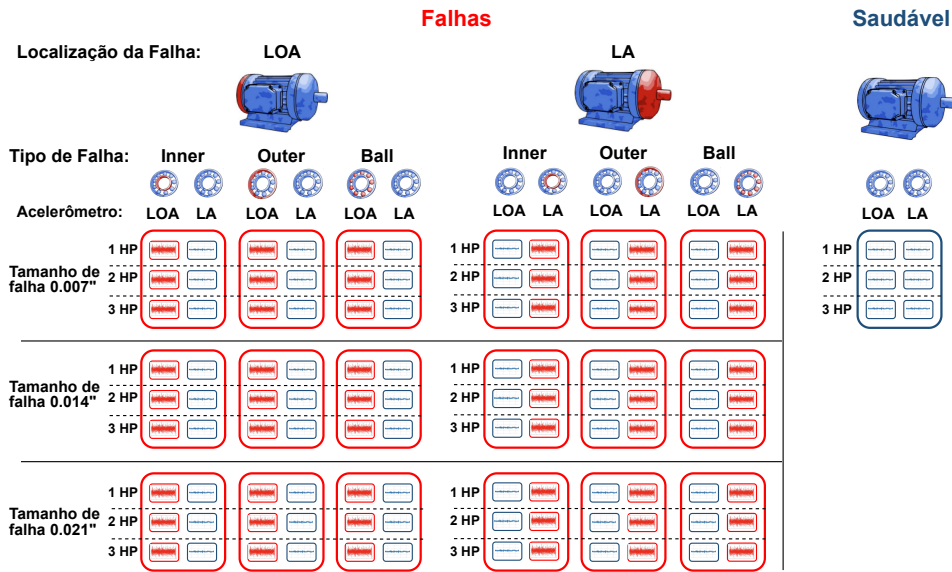 Falhas Saudável
Localização da Falha: LOA LA
Tipo de Falha: Inner Outer Ball Inner Outer Ball
Acelerômetro: LOA LA LOA LA LOA LA LOA LA LOA LA LOA LA LOA LA
Tamanho de
falha 0.007"
1 HP 1 HP 1 HP
2 HP 2 HP 2 HP
3 HP 3 HP 3 HP
Tamanho de
falha 0.014"
1 HP 1 HP
2 HP 2 HP
3 HP 3 HP
Tamanho de
falha 0.021"
1 HP 1 HP
2 HP 2 HP
3 HP 3 HP